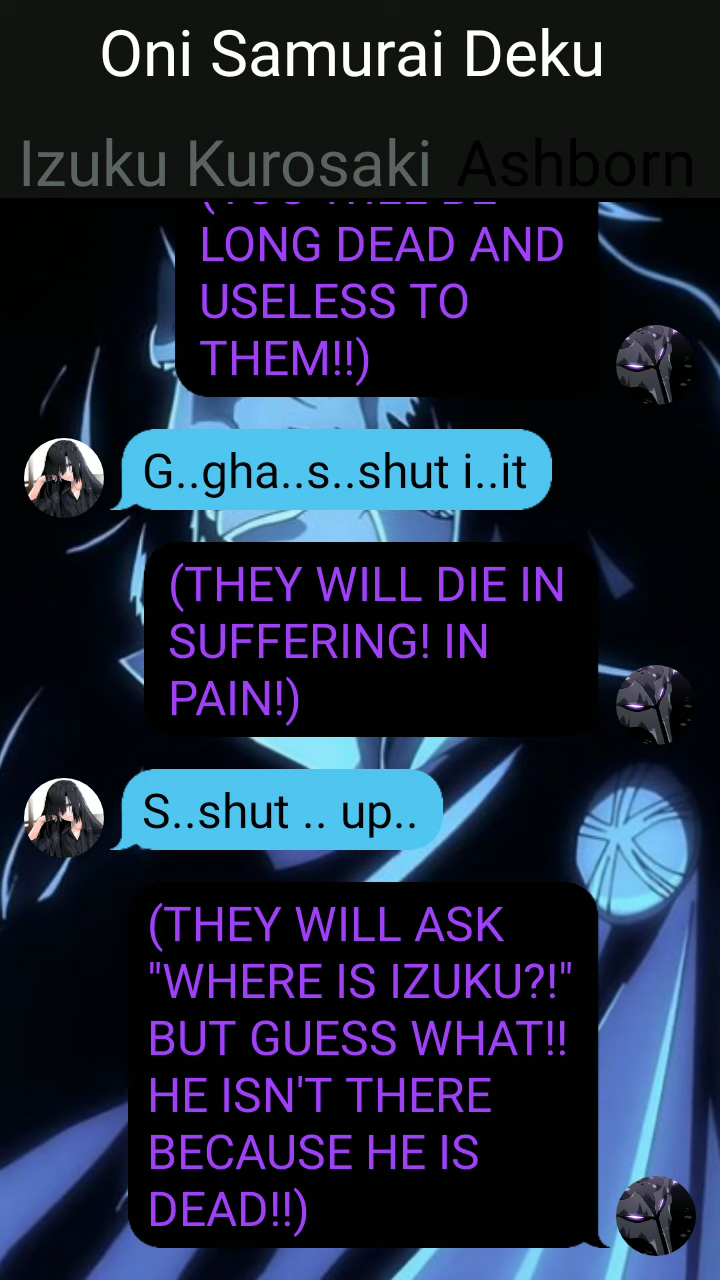 Oni Samurai Deku
Izuku Kurosaki Ashborn
LONG DEAD AND
USELESS TO
THEM!!)
G..gha..s..shut i..it
(THEY WILL DIE IN
SUFFERING! IN
PAIN!)
S..shut .. up..
(THEY WILL ASK
"WHERE IS IZUKU?!"
BUT GUESS WHAT!!
HE ISN'T THERE
BECAUSE HE IS
DEAD!!)